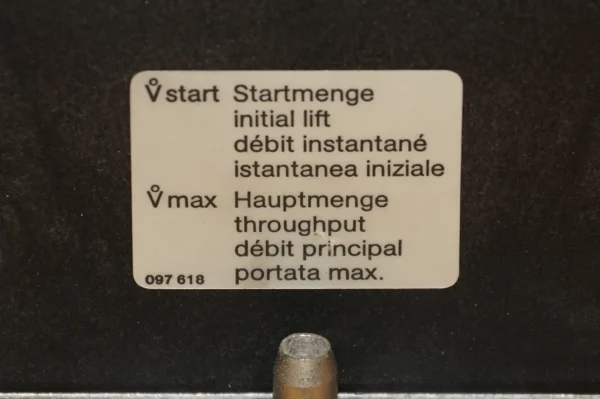 V̊ start Startmenge
initial lift
débit instantané
istantanea iniziale
V̊ max Hauptmenge
throughput
débit principal
097 618 portata max.